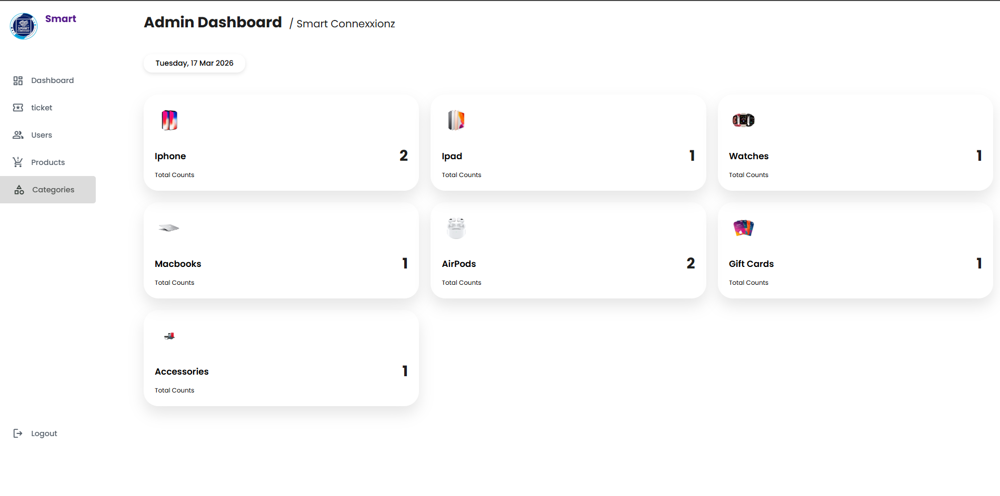 SMART
CONNEXXIONZ
Smart
Dashboard
ticket
Users
Products
Categories
Logout
Admin Dashboard / Smart Connexxionz
Tuesday, 17 Mar 2026
Iphone 2
Total Counts
Ipad 1
Total Counts
Watches 1
Total Counts
Macbooks 1
Total Counts
AirPods 2
Total Counts
Gift Cards 1
Total Counts
Accessories 1
Total Counts